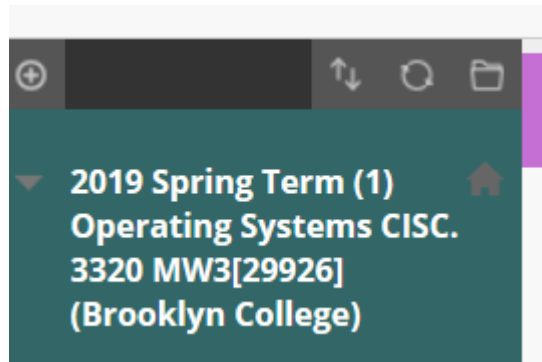 2019 Spring Term (1)
Operating Systems CISC.
3320 MW3[29926]
(Brooklyn College)